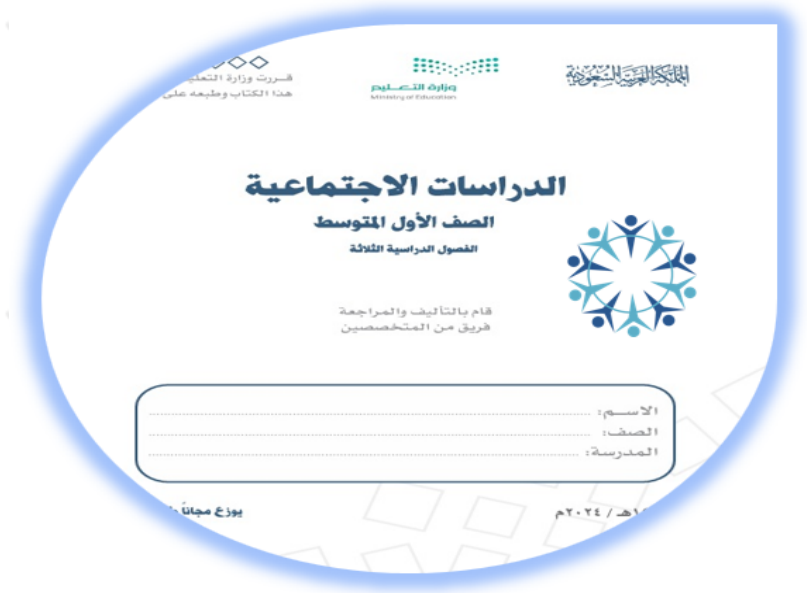 المملكة العربية السعودية
وزارة التعليم
Ministry of Education
قررت وزارة
هذا الكتاب وطبعه على
الدراسات الاجتماعية
الصف الأول المتوسط
الفصول الدراسية الثلاثة
قام بالتأليف والمراجعة
فريق من المتخصصين
الاسم:
الصف:
المدرسة:
هـ / ٢٠٢٤م
يوزع مجاناً